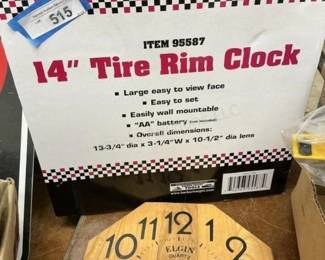 515
ITEM 95587
14" Tire Rim Clock
• Large easy to view face
• Easy to set
• Easily wall mountable
• "AA" battery
• Overall dimensions:
13-3/4" dia x 3-1/4" W x 10-1/2" dia lens
10 11 12 1 2
ELGIN
QUARTZ